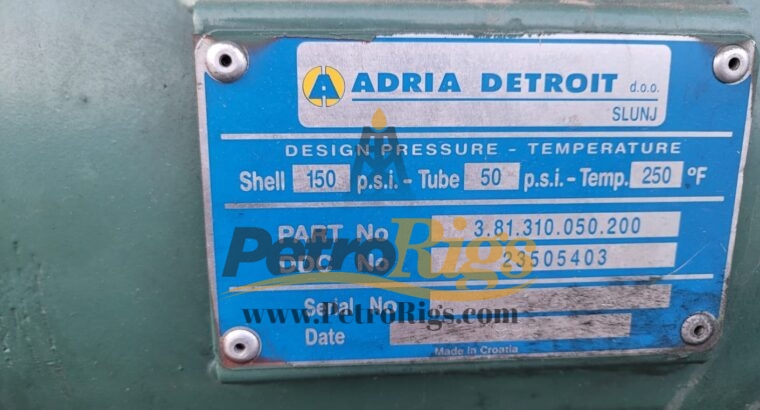 ADRIA DETROIT d.o.o.
SLUNJ
DESIGN PRESSURE - TEMPERATURE
Shell 150 p.s.i. - Tube 50 p.s.i. - Temp. 250 °F
PART No 3.81.310.050.200
PetroRigs
DDC No 23505403
Serial No
www.PetroRigs.com
Date
Made in Croatia